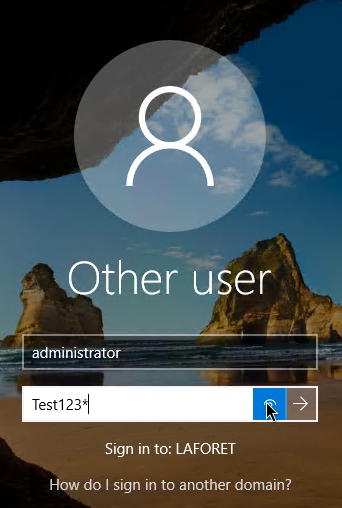 Other user
administrator
Test123*
Sign in to: LAFORET
How do I sign in to another domain?